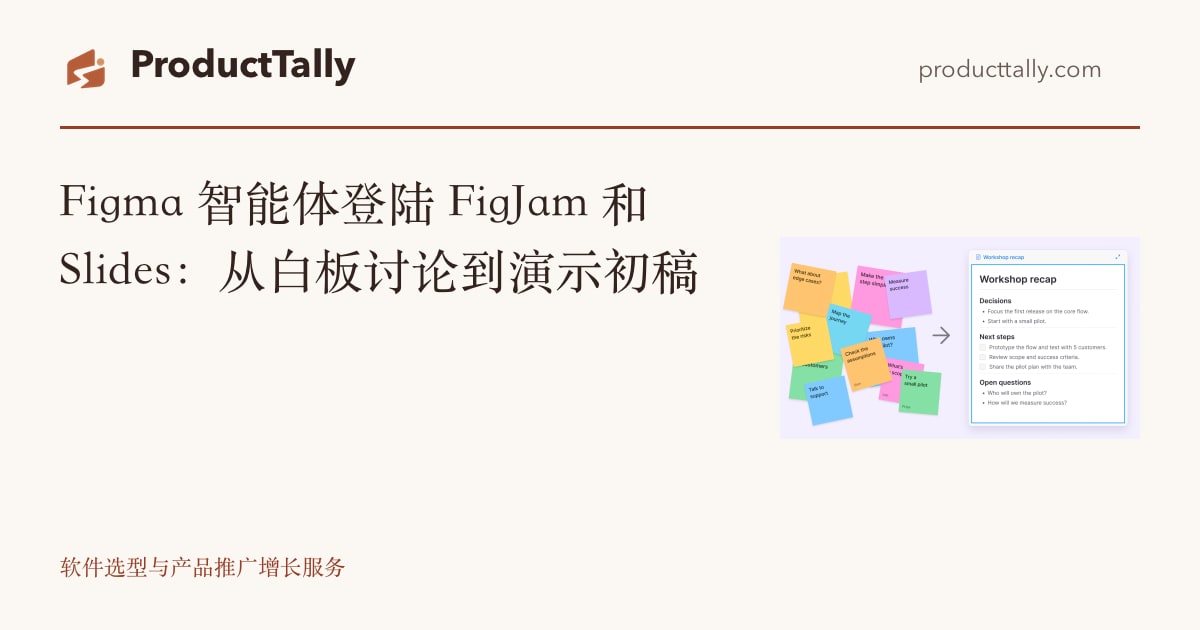 ProductTally
producttally.com
Figma 智能体登陆 FigJam 和
Slides：从白板讨论到演示初稿
What about
edge cases?
Make the
step simple
Measure
success
Map the
journey
Prioritize
the risks
Check the
assumptions
What's
Talk to
support
Try a
small pilot
Workshop recap
Workshop recap
Decisions
• Focus the first release on the core flow.
• Start with a small pilot.
Next steps
Prototype the flow and test with 5 customers.
Review scope and success criteria.
Share the pilot plan with the team.
Open questions
• Who will own the pilot?
• How will we measure success?
软件选型与产品推广增长服务